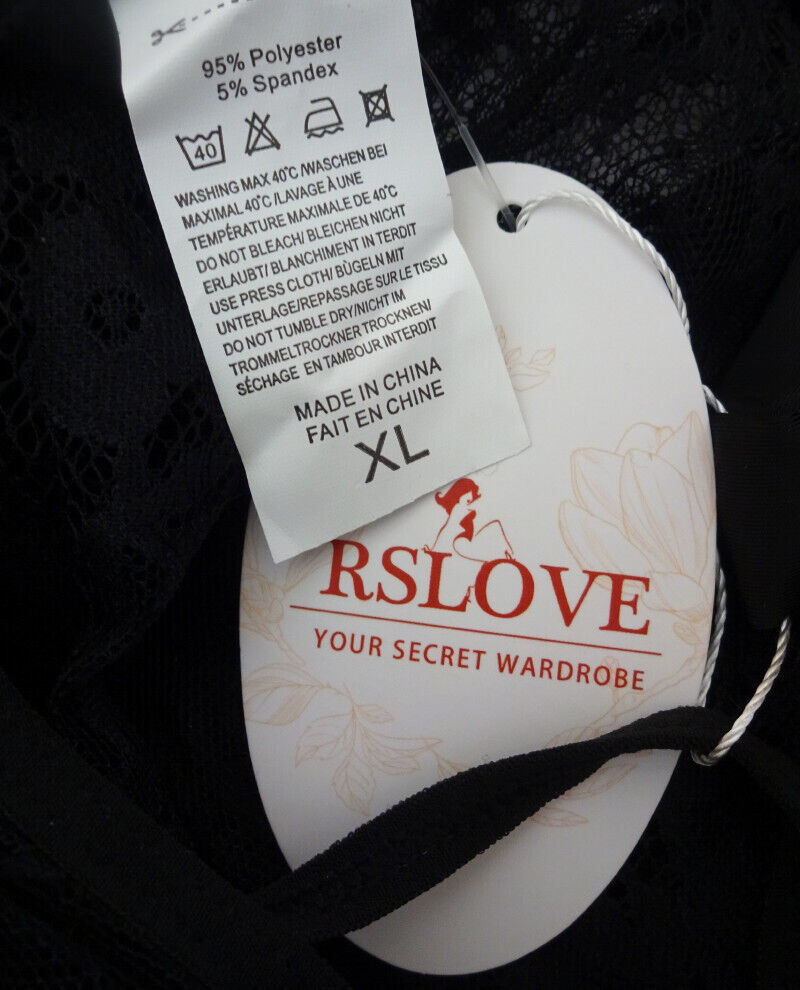 95% Polyester
5% Spandex
40
WASHING MAX 40°C /WASCHEN BEI
MAXIMAL 40°C /LAVAGE À UNE
TEMPÉRATURE MAXIMALE DE 40°C
DO NOT BLEACH/ BLEICHEN NICHT
ERLAUBT/ BLANCHIMENT INTERDIT
USE PRESS CLOTH/ BÜGELN MIT
UNTERLAGE/REPASSAGE SUR LE TISSU
DO NOT TUMBLE DRY/NICHT IM
TROMMELTROCKNER TROCKNEN/
SÉCHAGE EN TAMBOUR INTERDIT
MADE IN CHINA
FAIT EN CHINE
XL
RSLOVE
YOUR SECRET WARDROBE